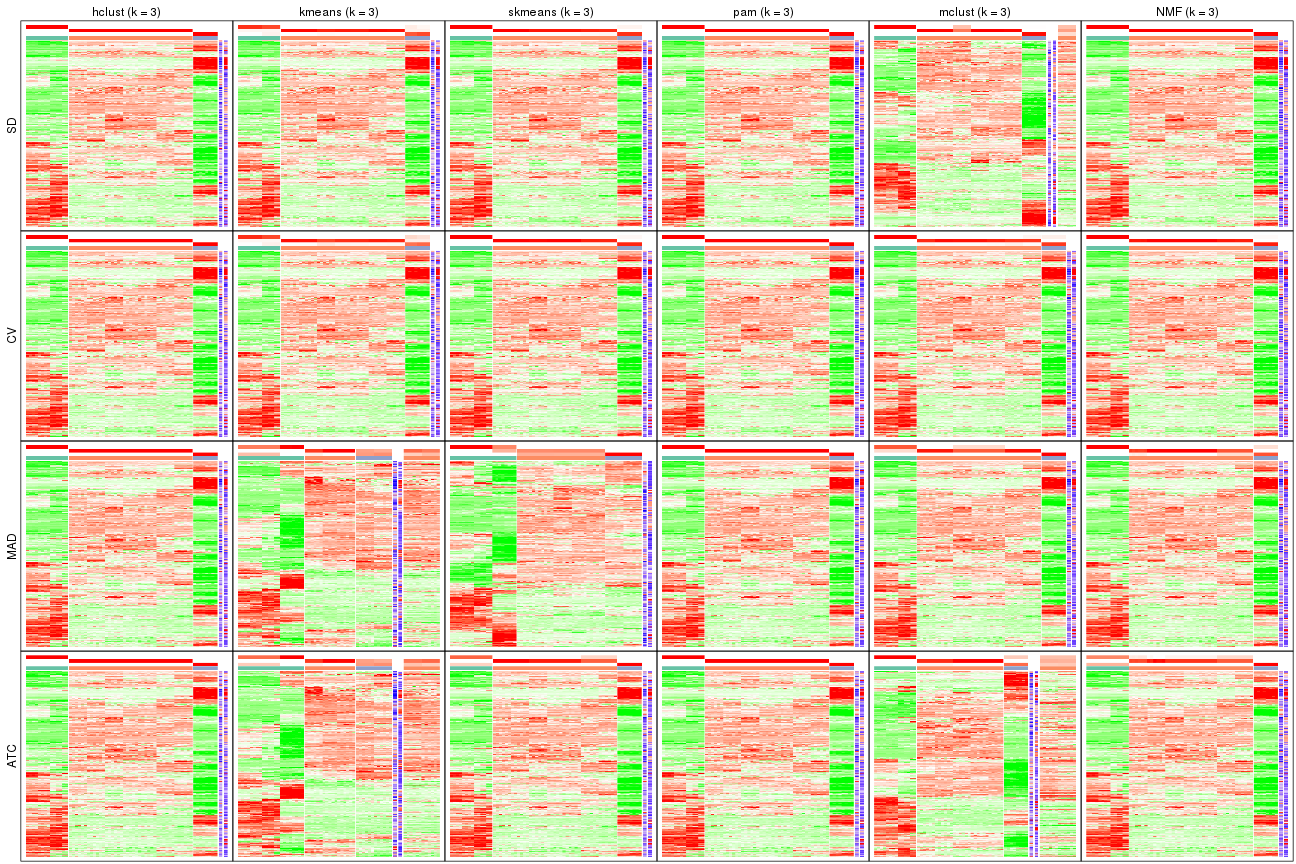 hclust (k = 3)
kmeans (k = 3)
skmeans (k = 3)
pam (k = 3)
mclust (k = 3)
NMF (k = 3)
SD
CV
MAD
ATC